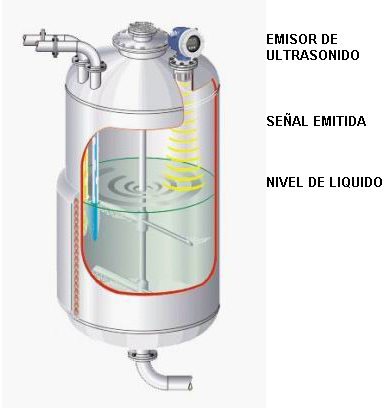 EMISOR DE
ULTRASONIDO
SEÑAL EMITIDA
NIVEL DE LIQUIDO